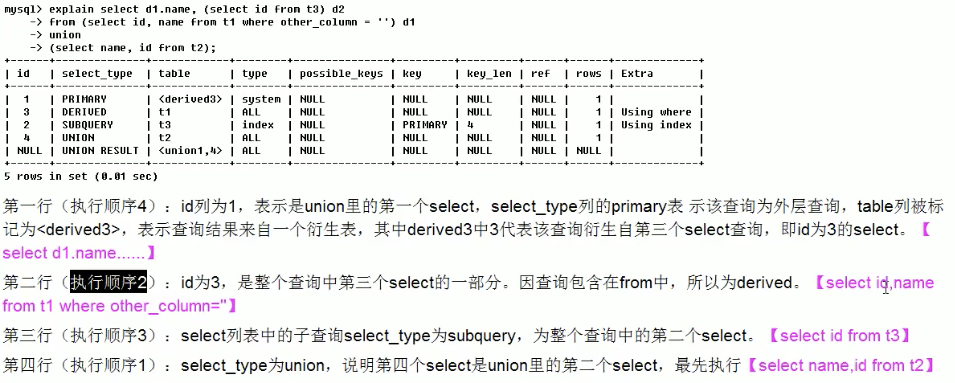 mysql> explain select d1.name, (select id from t3) d2
-> from (select id, name from t1 where other_column = '') d1
-> union
-> (select name, id from t2);
+------+--------------+------------+--------+---------------+---------+---------+------+------+-------------+
| id | select_type | table | type | possible_keys | key | key_len | ref | rows | Extra |
+------+--------------+------------+--------+---------------+---------+---------+------+------+-------------+
| 1 | PRIMARY | <derived3> | system | NULL | NULL | NULL | NULL | 1 | |
| 3 | DERIVED | t1 | ALL | NULL | NULL | NULL | NULL | 1 | Using where |
| 2 | SUBQUERY | t3 | index | NULL | PRIMARY | 4 | NULL | 1 | Using index |
| 4 | UNION | t2 | ALL | NULL | NULL | NULL | NULL | 1 | |
| NULL | UNION RESULT | <union1,4> | ALL | NULL | NULL | NULL | NULL | NULL | |
+------+--------------+------------+--------+---------------+---------+---------+------+------+-------------+
5 rows in set (0.01 sec)
第一行（执行顺序4）：id列为1，表示是union里的第一个select，select_type列的primary表 示该查询为外层查询，table列被标
记为<derived3>，表示查询结果来自一个衍生表，其中derived3中3代表该查询衍生自第三个select查询，即id为3的select。【
select d1.name......】
第二行（执行顺序2）：id为3，是整个查询中第三个select的一部分。因查询包含在from中，所以为derived。【select id,name
from t1 where other_column=''】
第三行（执行顺序3）：select列表中的子查询select_type为subquery，为整个查询中的第二个select。【select id from t3】
第四行（执行顺序1）：select_type为union，说明第四个select是union里的第二个select，最先执行【select name,id from t2】